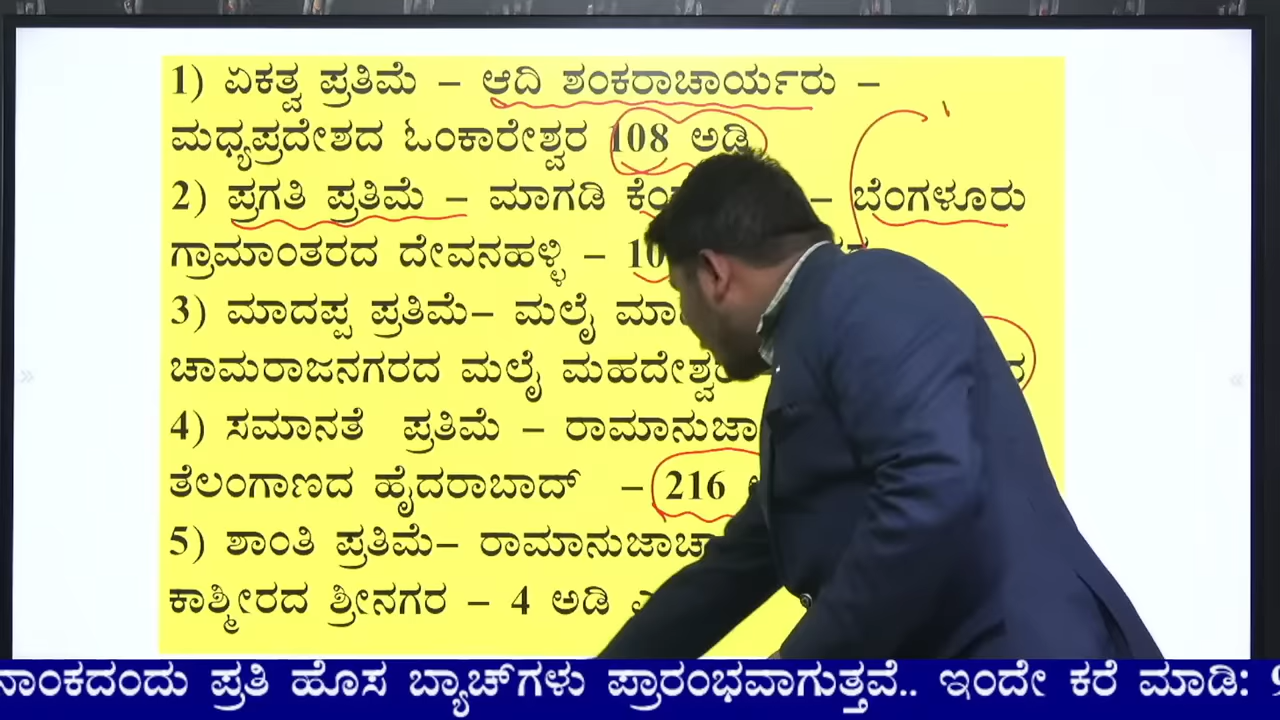 1) ಏಕತ್ವ ಪ್ರತಿಮೆ – ಆದಿ ಶಂಕರಾಚಾರ್ಯರು –
ಮಧ್ಯಪ್ರದೇಶದ ಓಂಕಾರೇಶ್ವರ 108 ಅಡಿ
2) ಪ್ರಗತಿ ಪ್ರತಿಮೆ – ಮಾಗಡಿ – ಬೆಂಗಳೂರು
ಗ್ರಾಮಾಂತರದ ದೇವನಹಳ್ಳಿ –
3) ಮಾದಪ್ಪ ಪ್ರತಿಮೆ– ಮಲೈ
ಚಾಮರಾಜನಗರದ ಮಲೈ
4) ಸಮಾನತೆ ಪ್ರತಿಮೆ –
ತೆಲಂಗಾಣದ ಹೈದರಾಬಾದ್ – 216
5) ಶಾಂತಿ ಪ್ರತಿಮೆ–
ಕಾಶ್ಮೀರದ ಶ್ರೀನಗರ – 4 ಅಡಿ
ಪ್ರತಿ ಹೊಸ ಬ್ಯಾಚ್‌ಗಳು ಪ್ರಾರಂಭವಾಗುತ್ತವೆ.. ಇಂದೇ ಕರೆ ಮಾಡಿ: